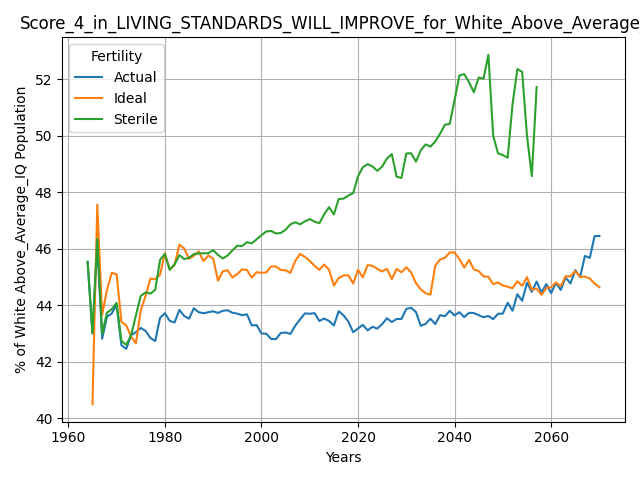 Score_4_in_LIVING_STANDARDS_WILL_IMPROVE_for_White_Above_Average
Fertility
Actual
Ideal
Sterile
% of White Above_Average_IQ Population
52
50
48
46
44
42
40
1960
1980
2000
2020
2040
2060
Years